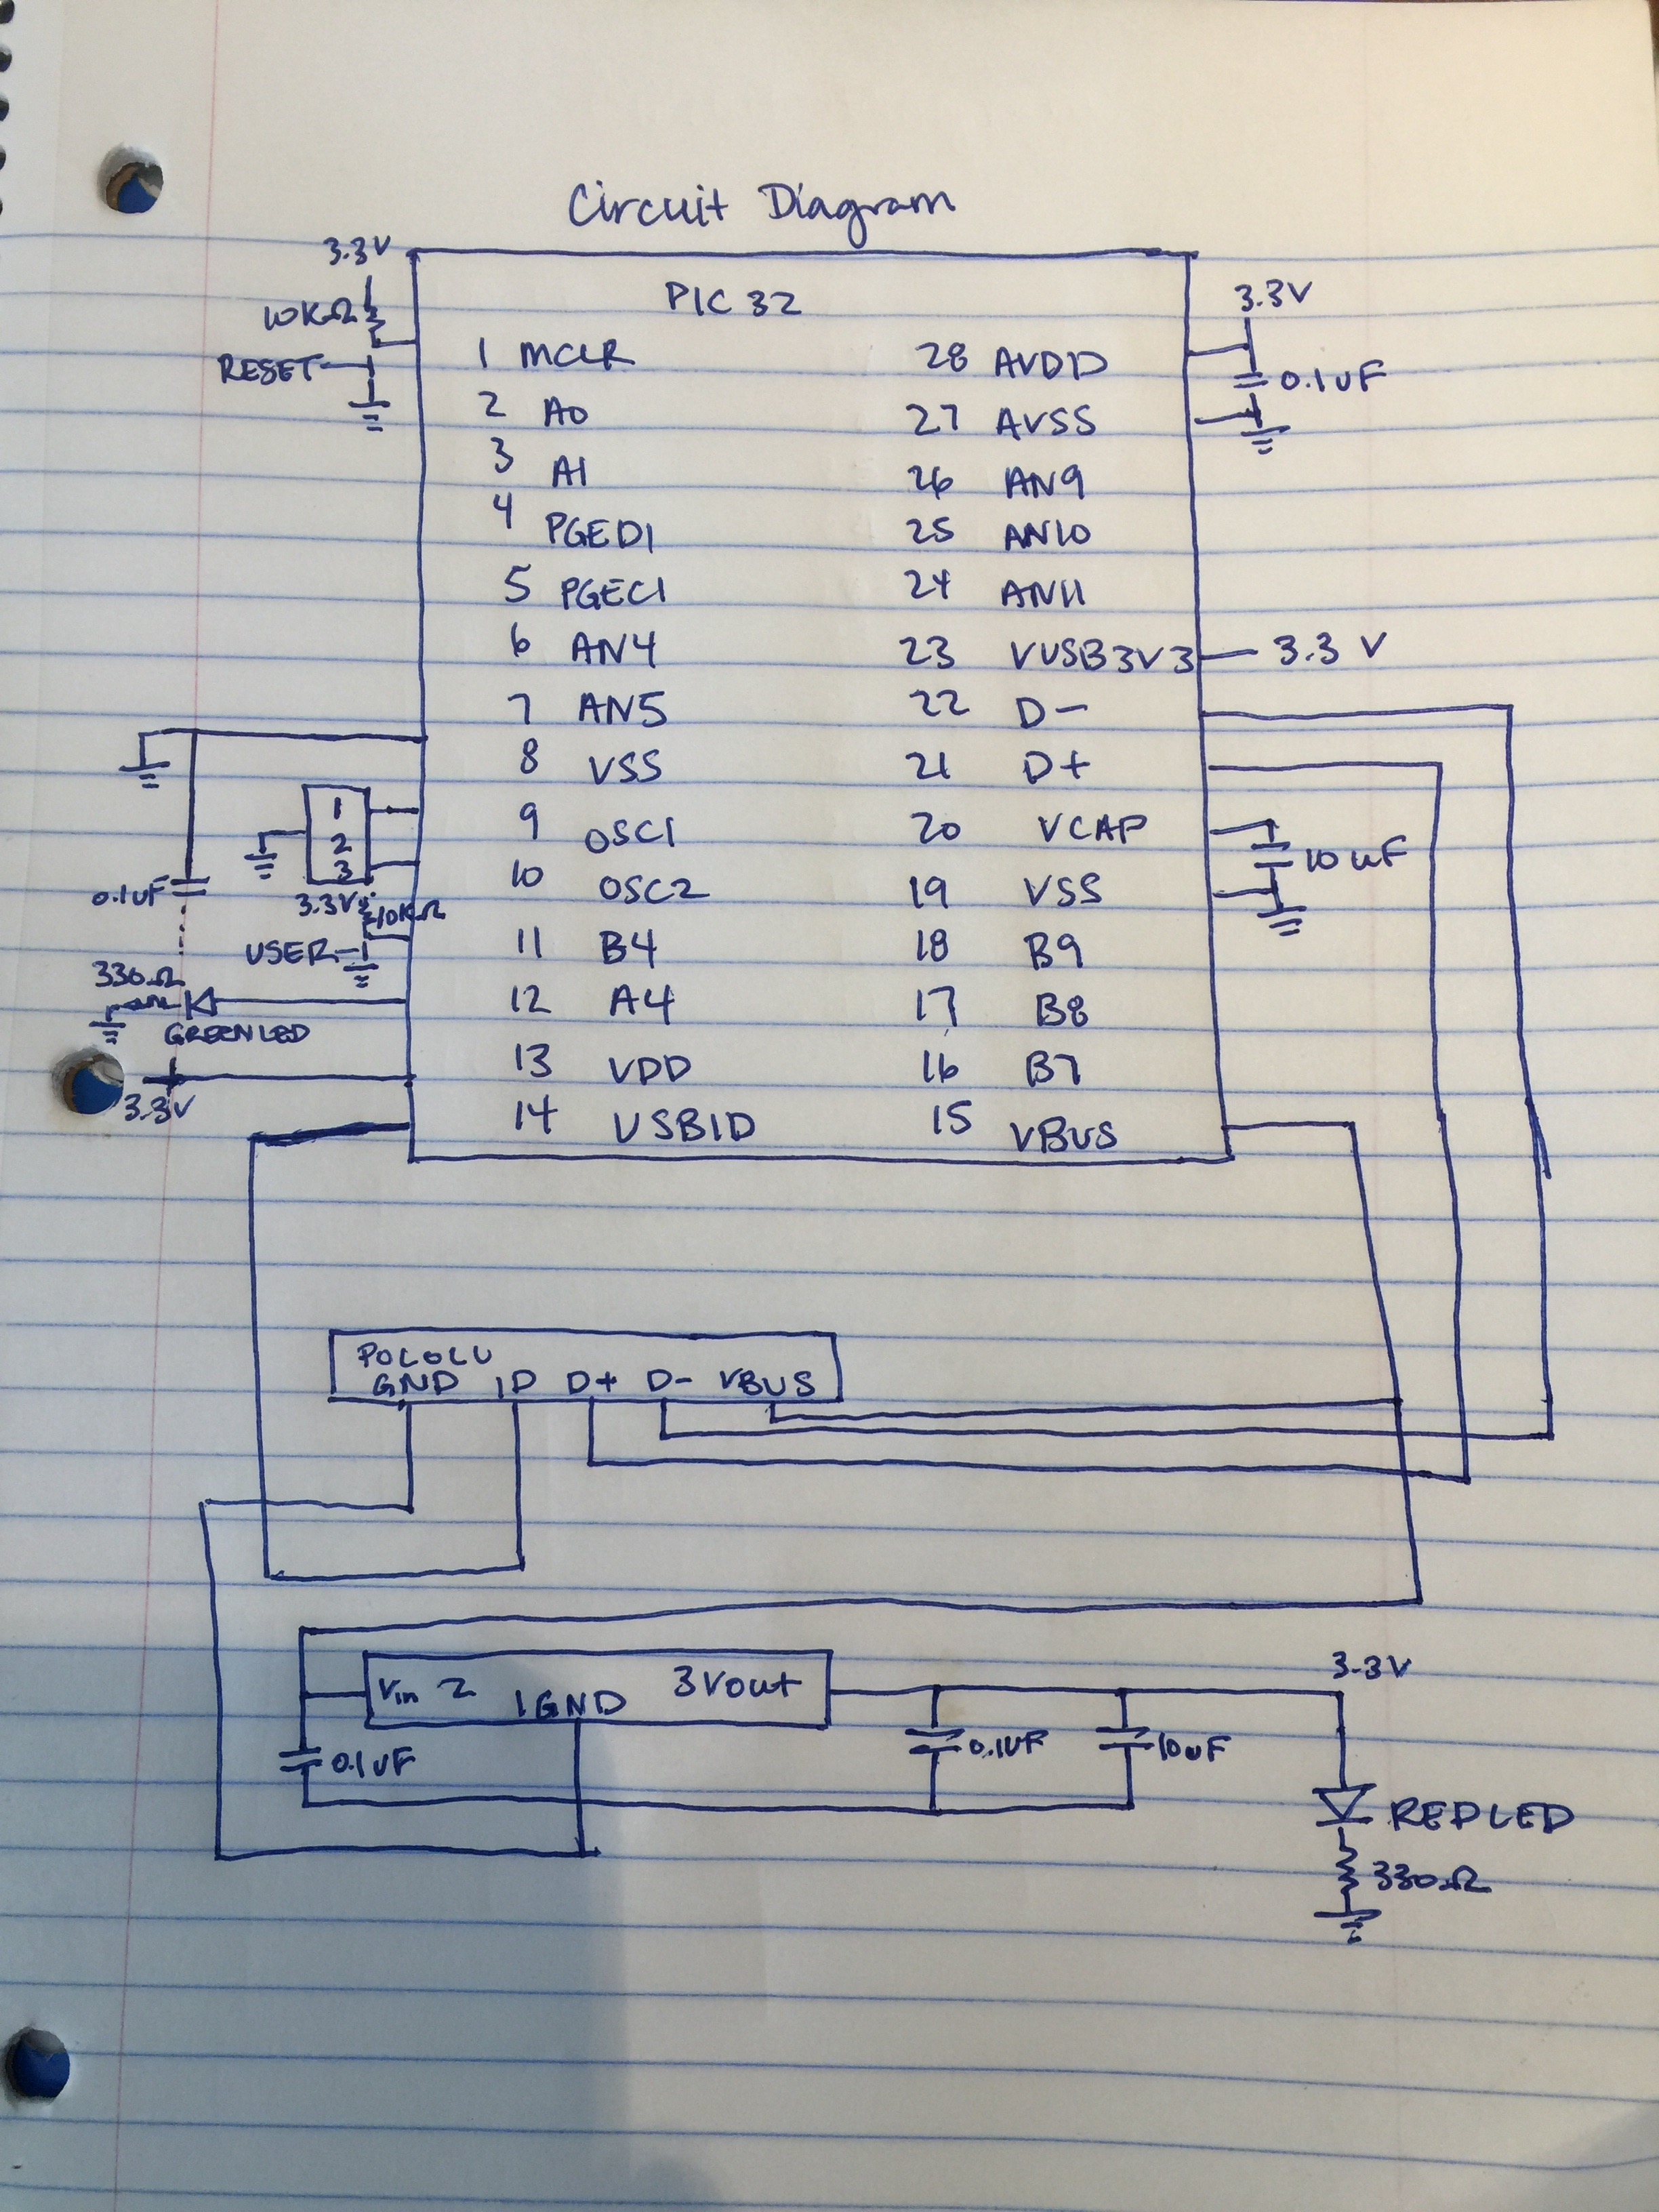 Circuit Diagram
3.3V
10KΩ
RESET
PIC 32
1 MCLR
2 A0
3 A1
4 PGED1
5 PGEC1
6 AN4
7 AN5
8 VSS
9 OSC1
10 OSC2
11 B4
12 A4
13 VDD
14 USBID
28 AVDD
27 AVSS
26 AN9
25 AN10
24 AN11
23 VUSB3V3
22 D-
21 D+
20 VCAP
19 VSS
18 B9
17 B8
16 B7
15 VBUS
3.3V
0.1uF
3.3 V
10uF
1
2
3
0.1uF
3.3V
10KΩ
USER
330Ω
GREEN LED
3.3V
POLOLU
GND ID D+ D- VBUS
Vin 2 1GND 3Vout
0.1uF
0.1uF
10uF
3.3V
RED LED
330Ω